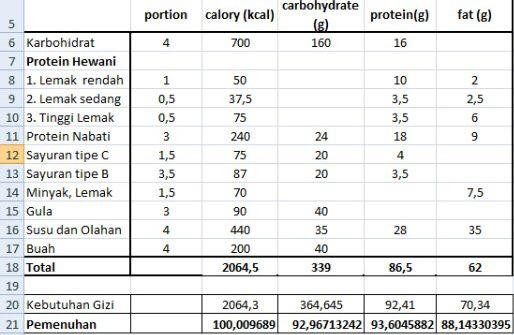 5 portion calory (kcal) carbohydrate (g) protein(g) fat (g)
6 Karbohidrat 4 700 160 16
7 Protein Hewani
8 1. Lemak rendah 1 50 10 2
9 2. Lemak sedang 0,5 37,5 3,5 2,5
10 3. Tinggi Lemak 0,5 75 3,5 6
11 Protein Nabati 3 240 24 18 9
12 Sayuran tipe C 1,5 75 20 4
13 Sayuran tipe B 3,5 87 20 3,5
14 Minyak, Lemak 1,5 70 7,5
15 Gula 3 90 40
16 Susu dan Olahan 4 440 35 28 35
17 Buah 4 200 40
18 Total 2064,5 339 86,5 62
19
20 Kebutuhan Gizi 2064,3 364,645 92,41 70,34
21 Pemenuhan 100,009689 92,96713242 93,6045882 88,14330395